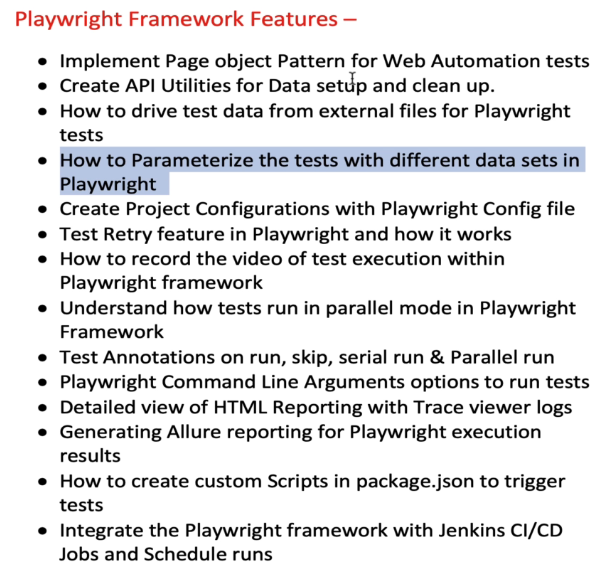 Playwright Framework Features –
• Implement Page object Pattern for Web Automation tests
• Create API Utilities for Data setup and clean up.
• How to drive test data from external files for Playwright
tests
• How to Parameterize the tests with different data sets in
Playwright
• Create Project Configurations with Playwright Config file
• Test Retry feature in Playwright and how it works
• How to record the video of test execution within
Playwright framework
• Understand how tests run in parallel mode in Playwright
Framework
• Test Annotations on run, skip, serial run & Parallel run
• Playwright Command Line Arguments options to run tests
• Detailed view of HTML Reporting with Trace viewer logs
• Generating Allure reporting for Playwright execution
results
• How to create custom Scripts in package.json to trigger
tests
• Integrate the Playwright framework with Jenkins CI/CD
Jobs and Schedule runs